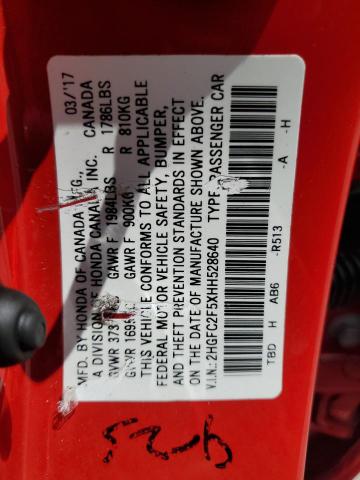 MFD. BY HONDA OF CANADA MFG., 03/'17
A DIVISION OF HONDA CANADA INC. CANADA
GVWR 373 BS GAWR F 1984LBS R 1786LBS
GVWR 1695 GAWR F 900KG R 810KG
THIS VEHICLE CONFORMS TO ALL APPLICABLE
FEDERAL MOTOR VEHICLE SAFETY, BUMPER,
AND THEFT PREVENTION STANDARDS IN EFFECT
ON THE DATE OF MANUFACTURE SHOWN ABOVE.
V.I.N.: 2HGFC2F5XHH528640 TYPE: PASSENGER CAR
TBD H AB6 -R513 -A -H